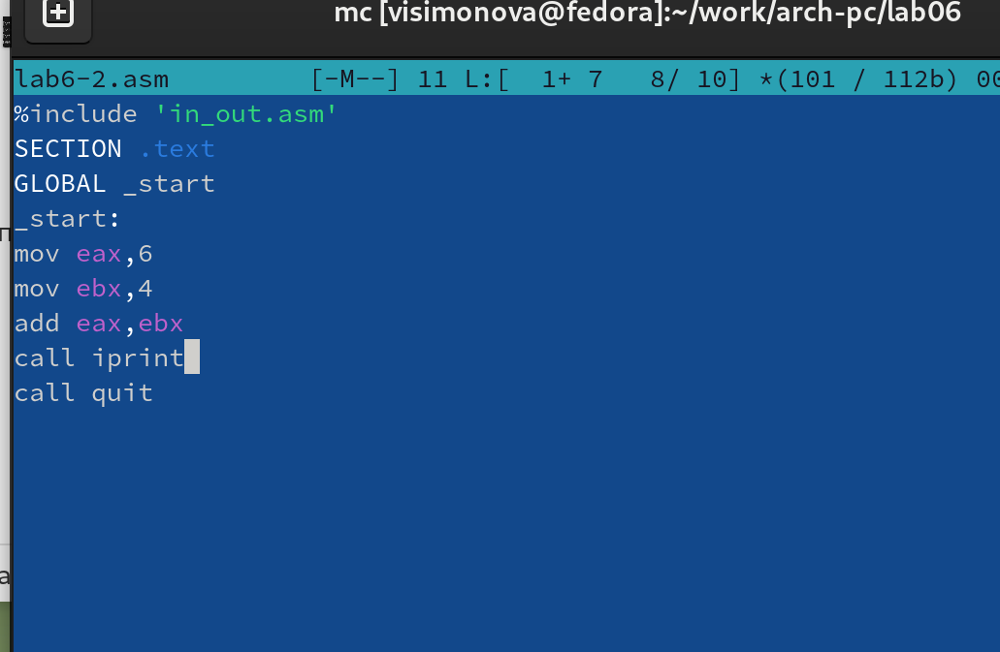 mc [visimonova@fedora]:~/work/arch-pc/lab06
lab6-2.asm [-M--] 11 L:[ 1+ 7 8/ 10] *(101 / 112b) 00
%include 'in_out.asm'
SECTION .text
GLOBAL _start
_start:
mov eax,6
mov ebx,4
add eax,ebx
call iprint
call quit